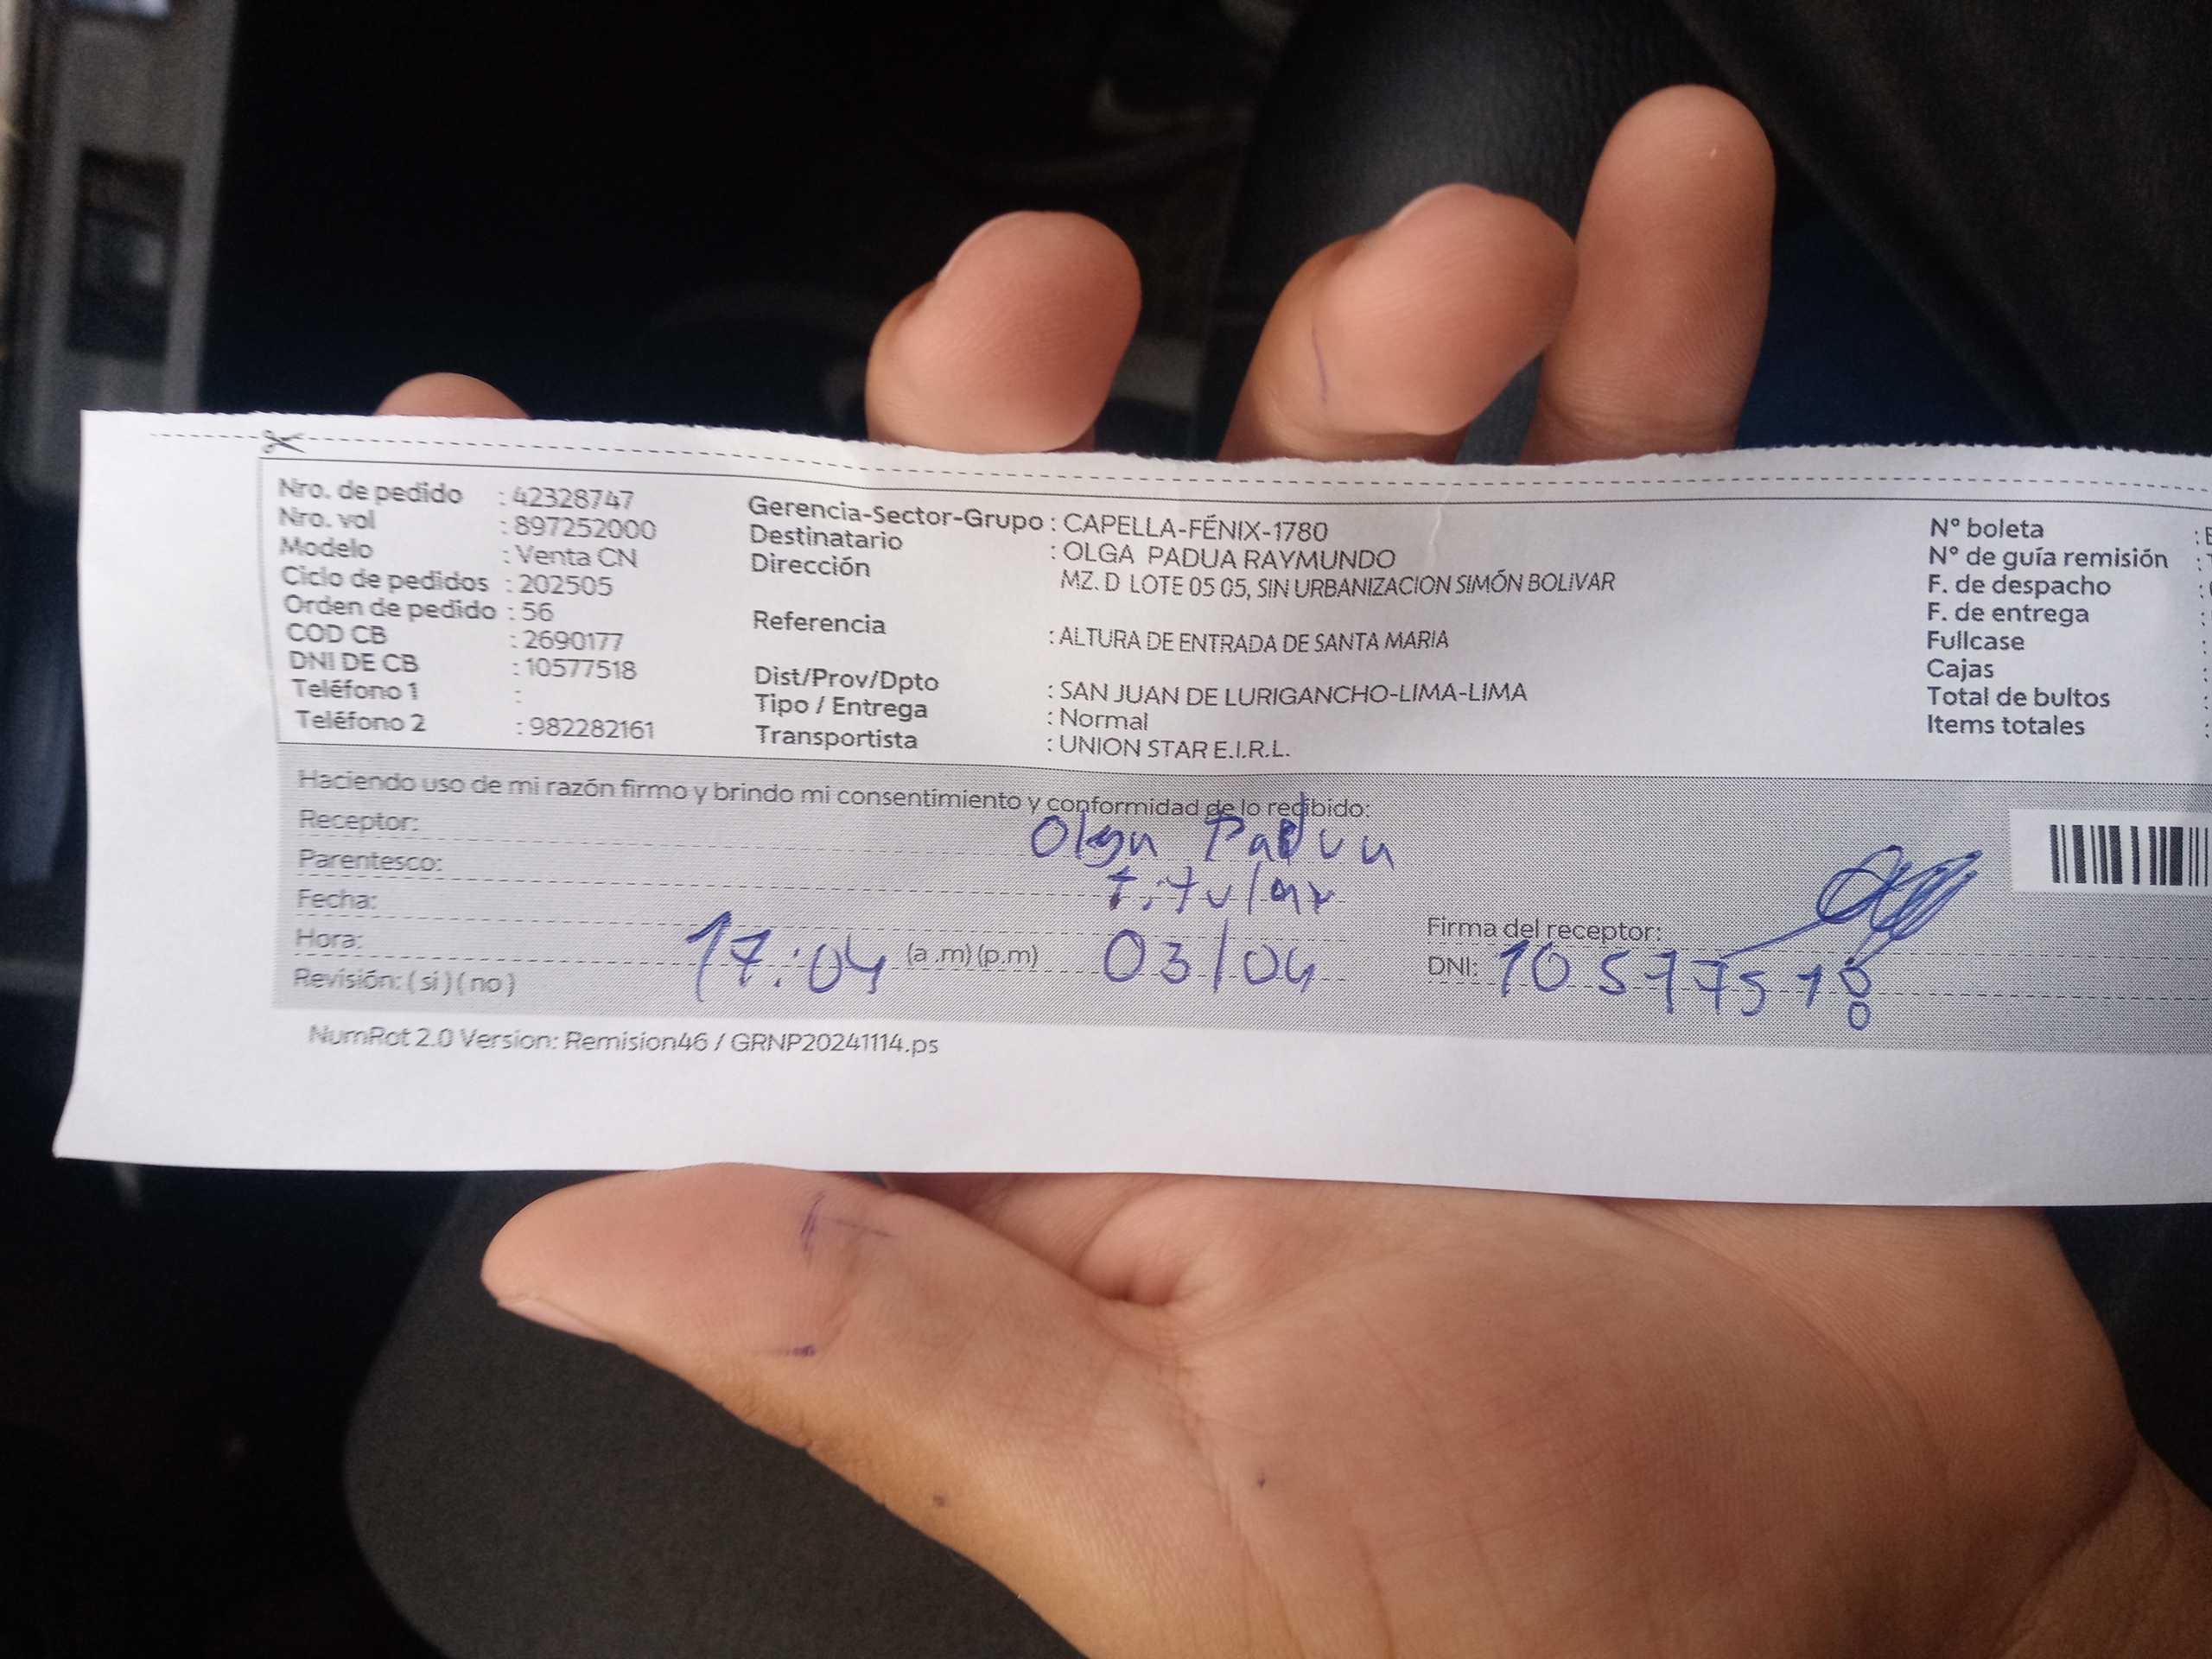 Nro. de pedido : 42328747
Nro. vol : 897252000
Modelo : Venta CN
Ciclo de pedidos : 202505
Orden de pedido : 56
COD CB : 2690177
DNI DE CB : 10577518
Teléfono 1 :
Teléfono 2 : 982282161
Gerencia-Sector-Grupo : CAPELLA-FÉNIX-1780
Destinatario : OLGA PADUA RAYMUNDO
Dirección MZ. D LOTE 05 05, SIN URBANIZACION SIMÓN BOLIVAR
Referencia : ALTURA DE ENTRADA DE SANTA MARIA
Dist/Prov/Dpto : SAN JUAN DE LURIGANCHO-LIMA-LIMA
Tipo / Entrega : Normal
Transportista : UNION STAR E.I.R.L.
N° boleta :
N° de guía remisión :
F. de despacho :
F. de entrega :
Fullcase :
Cajas :
Total de bultos :
Items totales :
Haciendo uso de mi razón firmo y brindo mi consentimiento y conformidad de lo recibido:
Receptor: Olga Padua
Parentesco: Titular
Fecha: 03/04
Hora: 17:04 (a.m)(p.m)
Revisión: ( si ) ( no )
Firma del receptor:
DNI: 10577518
NumRot 2.0 Version: Remision46 / GRNP20241114.ps